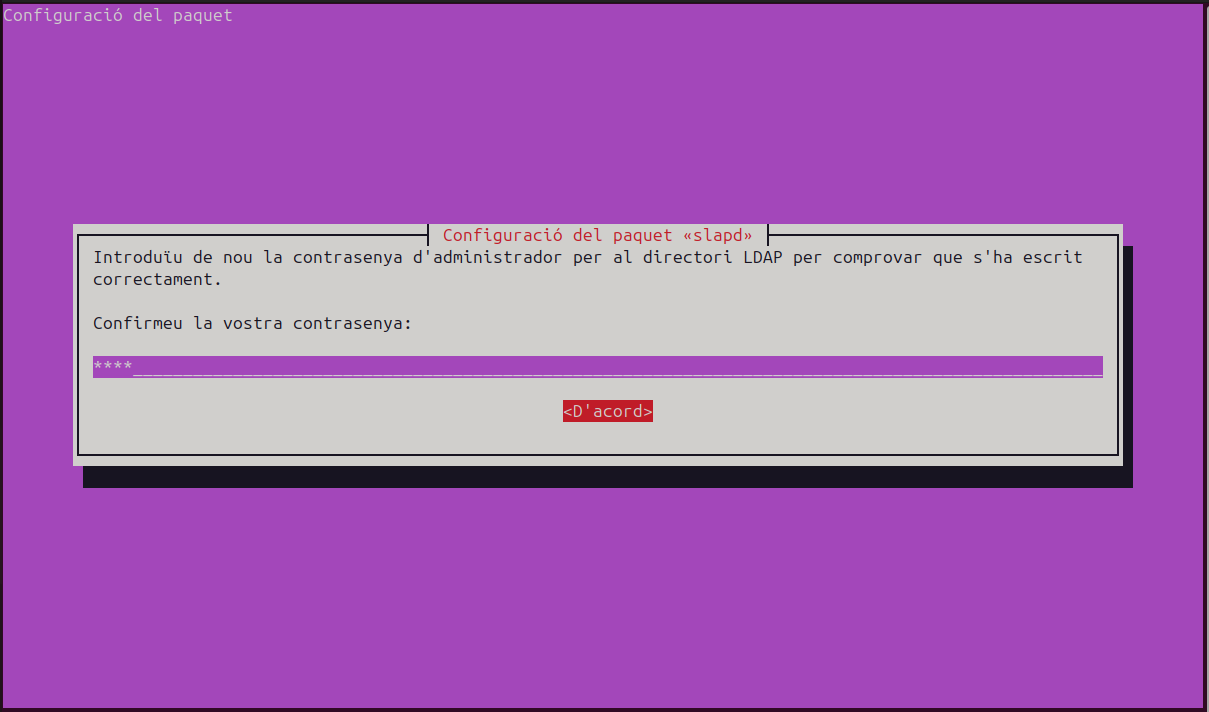 Configuració del paquet
Configuració del paquet «slapd»
Introduïu de nou la contrasenya d'administrador per al directori LDAP per comprovar que s'ha escrit
correctament.
Confirmeu la vostra contrasenya:
****_________________________________________________________________________________________________
<D'acord>